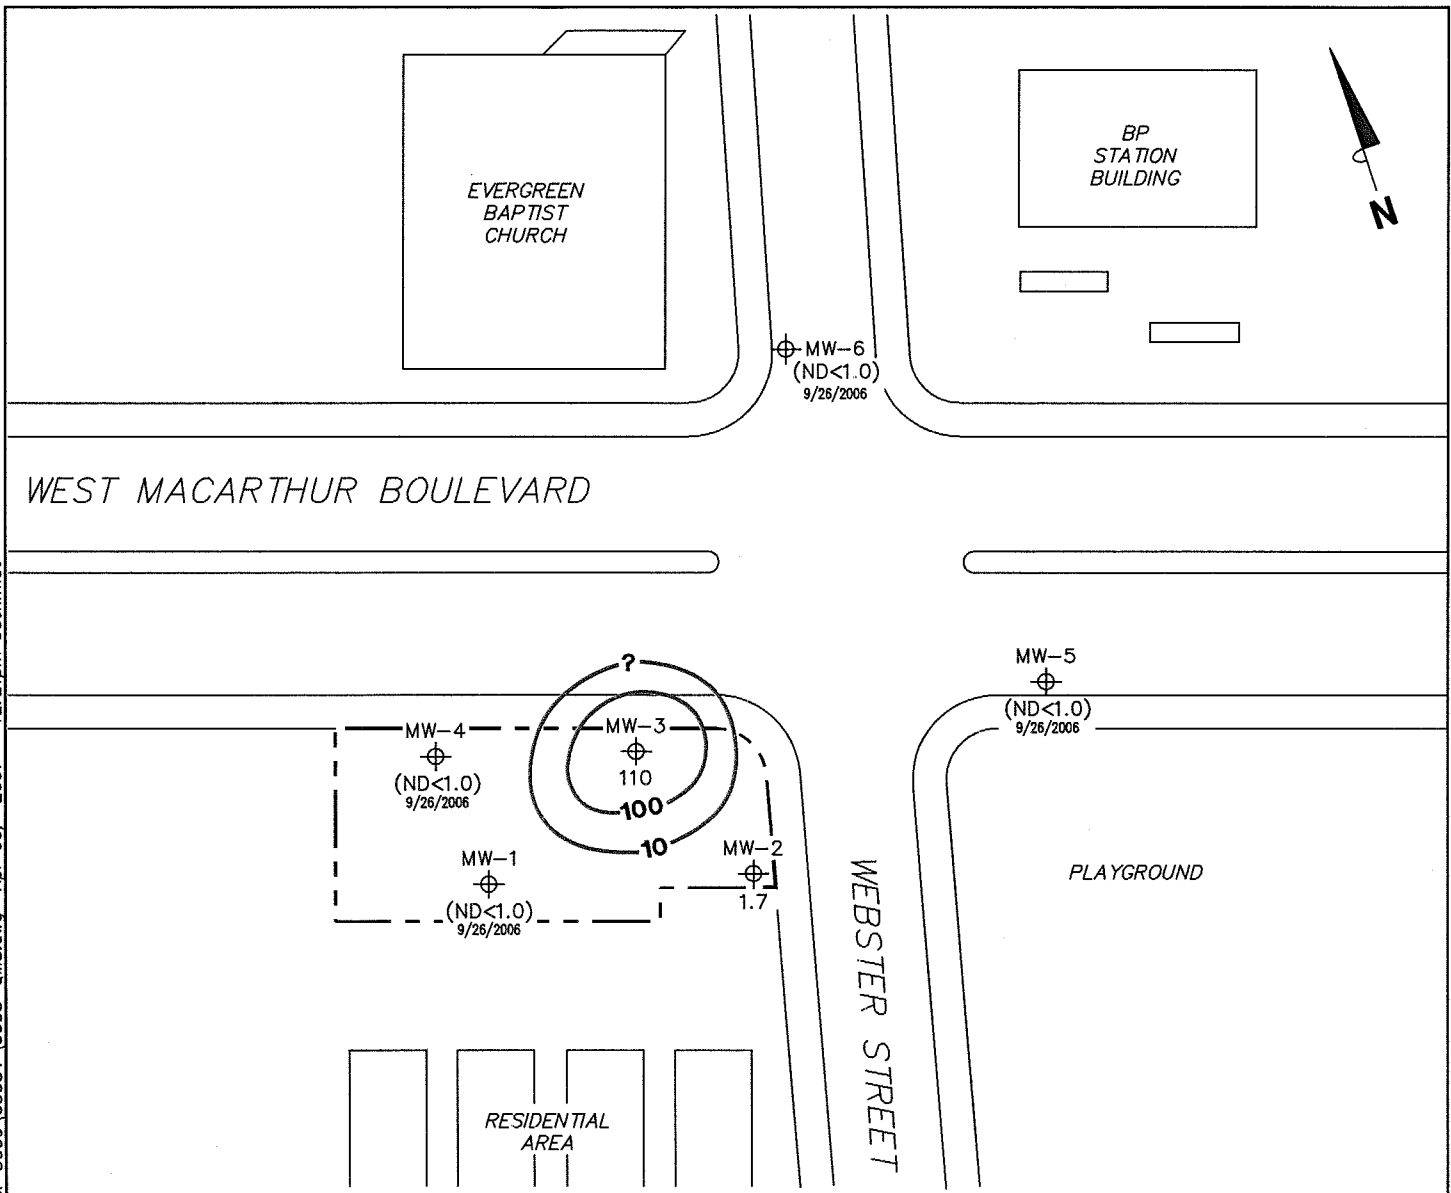 EVERGREEN
BAPTIST
CHURCH
BP
STATION
BUILDING
N
MW-6
(ND<1.0)
9/26/2006
WEST MACARTHUR BOULEVARD
?
MW-5
(ND<1.0)
9/26/2006
MW-4
(ND<1.0)
9/26/2006
MW-3
110
100
10
MW-2
1.7
MW-1
(ND<1.0)
9/26/2006
PLAYGROUND
WEBSTER STREET
RESIDENTIAL
AREA